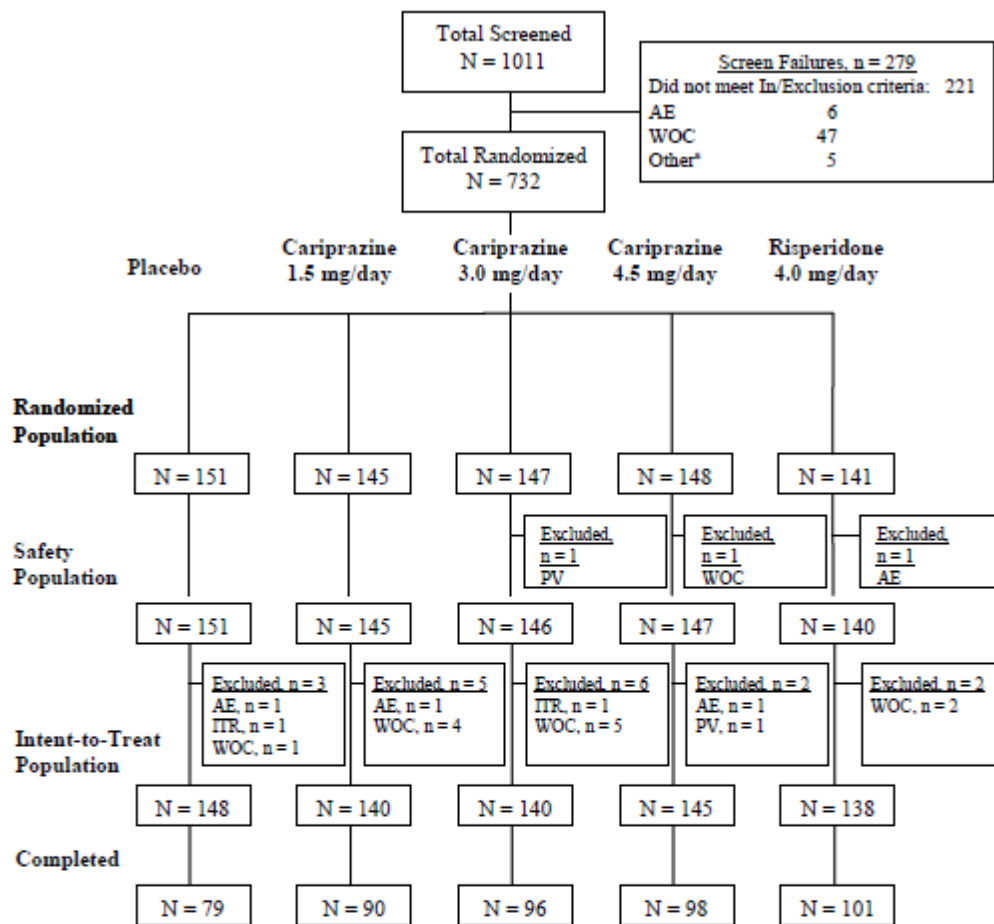 Total Screened
N = 1011
Screen Failures, n = 279
Did not meet In/Exclusion criteria: 221
AE 6
WOC 47
Otherª 5
Total Randomized
N = 732
Placebo
Cariprazine
1.5 mg/day
Cariprazine
3.0 mg/day
Cariprazine
4.5 mg/day
Risperidone
4.0 mg/day
Randomized
Population
N = 151
N = 145
N = 147
N = 148
N = 141
Safety
Population
Excluded,
n = 1
PV
Excluded,
n = 1
WOC
Excluded,
n = 1
AE
N = 151
N = 145
N = 146
N = 147
N = 140
Excluded, n = 3
AE, n = 1
ITR, n = 1
WOC, n = 1
Excluded, n = 5
AE, n = 1
WOC, n = 4
Excluded, n = 6
ITR, n = 1
WOC, n = 5
Excluded, n = 2
AE, n = 1
PV, n = 1
Excluded, n = 2
WOC, n = 2
Intent-to-Treat
Population
N = 148
N = 140
N = 140
N = 145
N = 138
Completed
N = 79
N = 90
N = 96
N = 98
N = 101